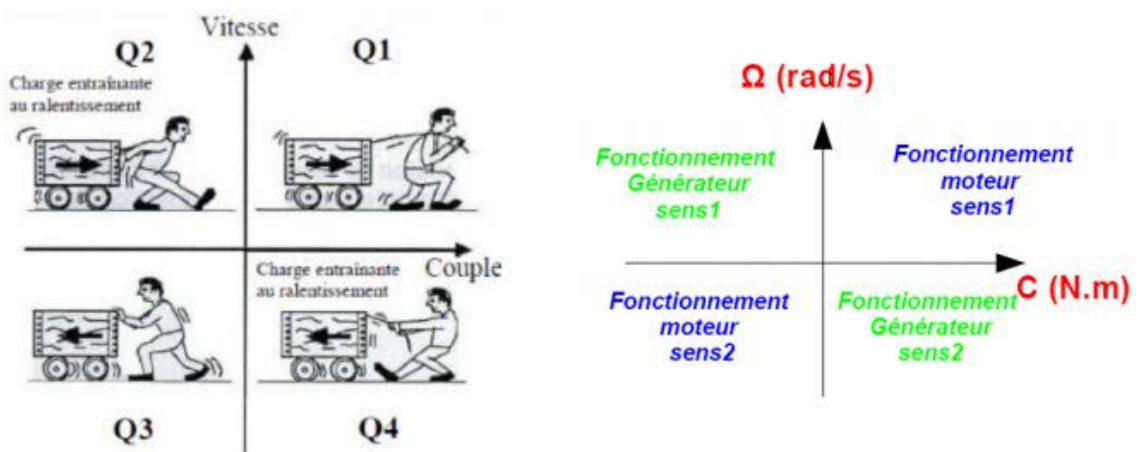 Vitesse
Q2
Q1
Charge entraînante
au ralentissement
Charge entraînante
au ralentissement
Couple
Q3
Q4
Ω (rad/s)
Fonctionnement
Générateur
sens1
Fonctionnement
moteur
sens1
C (N.m)
Fonctionnement
moteur
sens2
Fonctionnement
Générateur
sens2